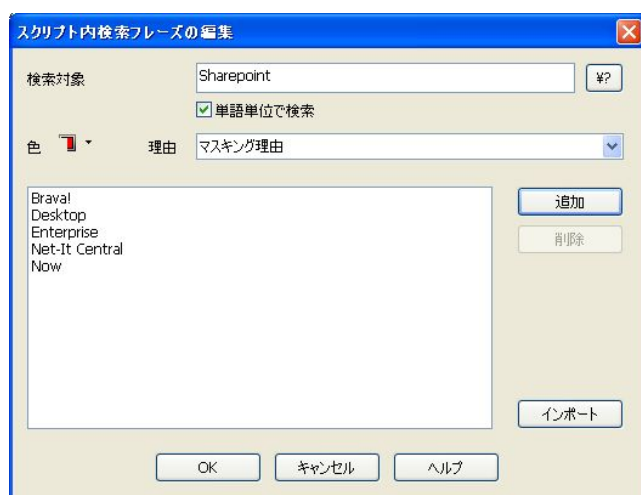 スクリプト内検索フレーズの編集
検索対象 Sharepoint ¥?
単語単位で検索
色 理由 マスキング理由
Brava!
Desktop
Enterprise
Net-It Central
Now
追加
削除
インポート
OK キャンセル ヘルプ